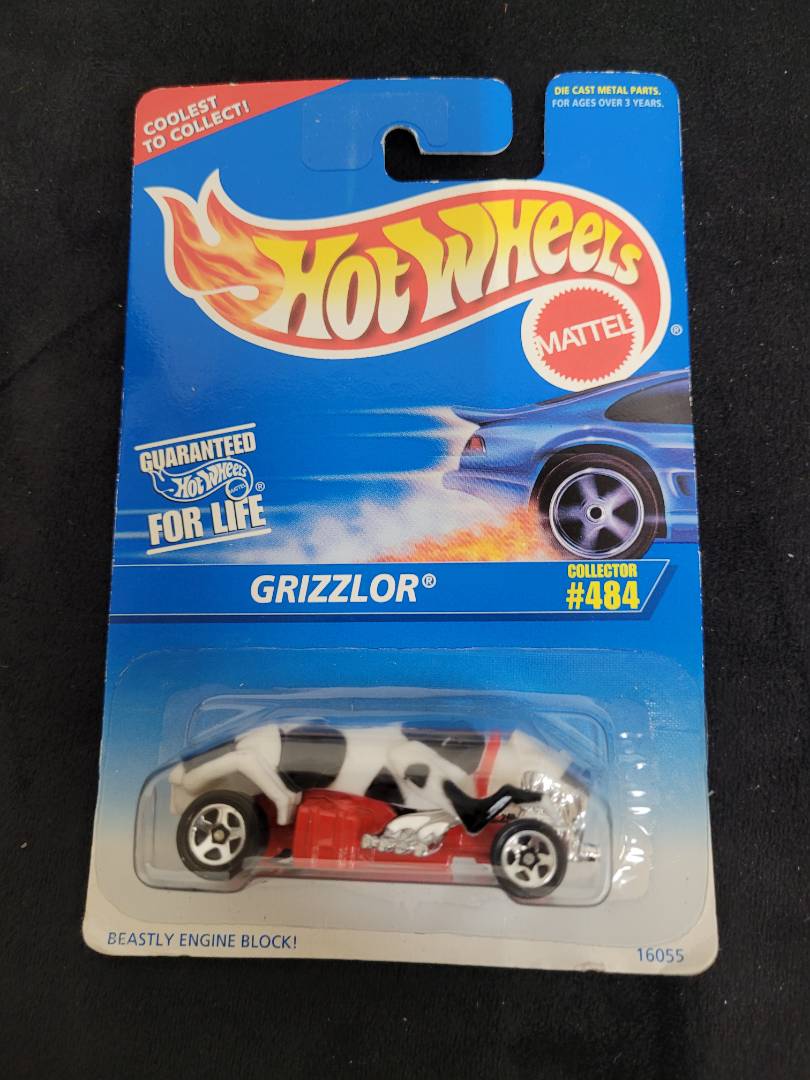 COOLEST
TO COLLECT!
DIE CAST METAL PARTS.
FOR AGES OVER 3 YEARS.
Hot Wheels
MATTEL
®
GUARANTEED
Hot Wheels
MATTEL
®
FOR LIFE
GRIZZLOR®
COLLECTOR
#484
BEASTLY ENGINE BLOCK!
16055